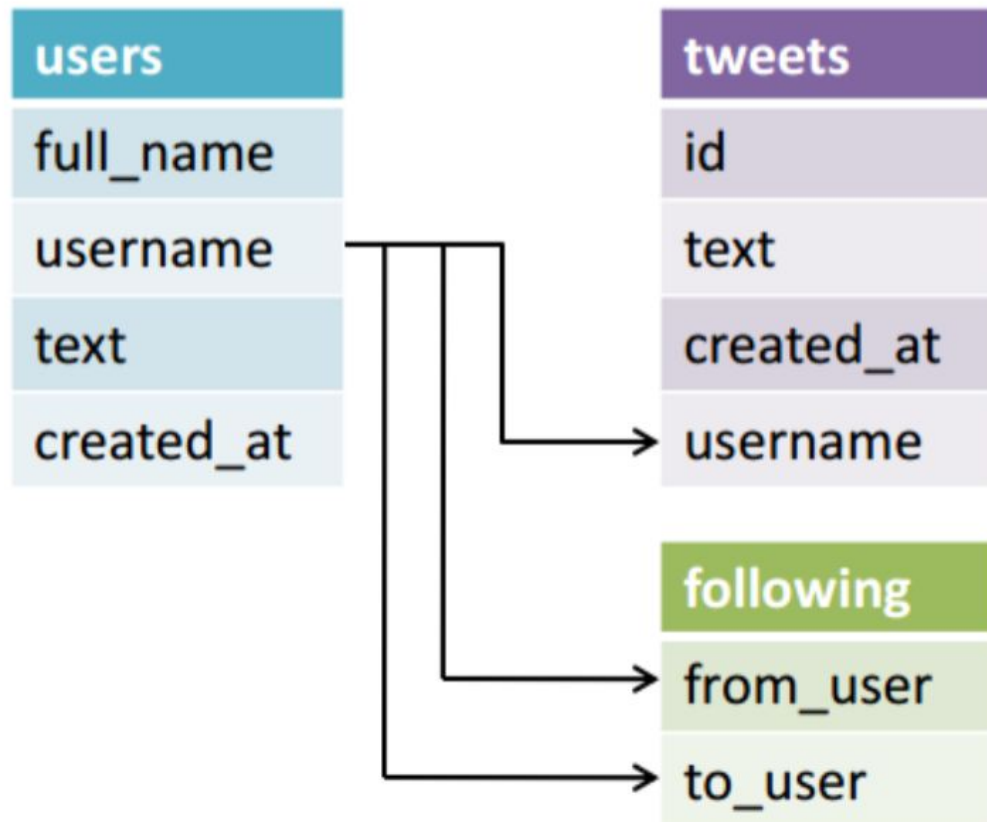 users
full_name
username
text
created_at
tweets
id
text
created_at
username
following
from_user
to_user